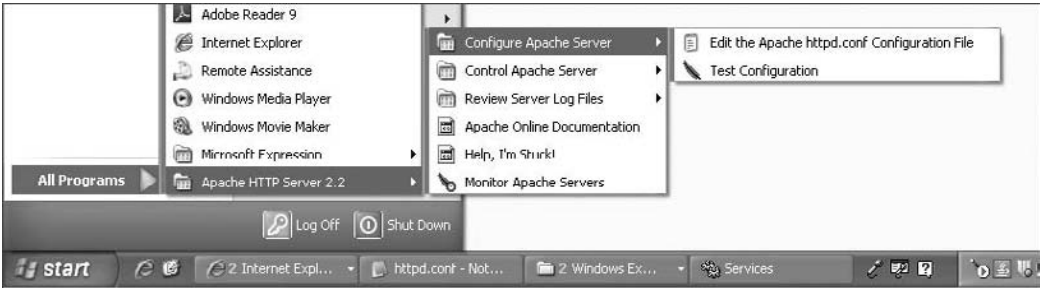 Adobe Reader 9
Internet Explorer
Remote Assistance
Windows Media Player
Windows Movie Maker
Microsoft Expression
Apache HTTP Server 2.2
All Programs
Configure Apache Server
Control Apache Server
Review Server Log Files
Apache Online Documentation
Help, I'm Stuck!
Monitor Apache Servers
Edit the Apache httpd.conf Configuration File
Test Configuration
Log Off
Shut Down
start
2 Internet Expl...
httpd.conf - Not...
2 Windows Ex...
Services